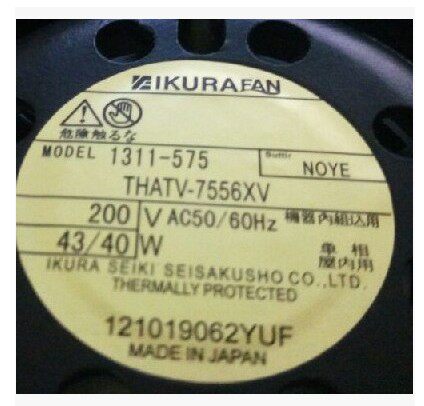 IKURAFAN
危険触るな
MODEL 1311-575 Suffix NOYE
THATV-7556XV
200 V AC50/60Hz 機器内組込用
43/40 W 単相
屋内用
IKURA SEIKI SEISAKUSHO CO., LTD.
THERMALLY PROTECTED
121019062YUF
MADE IN JAPAN